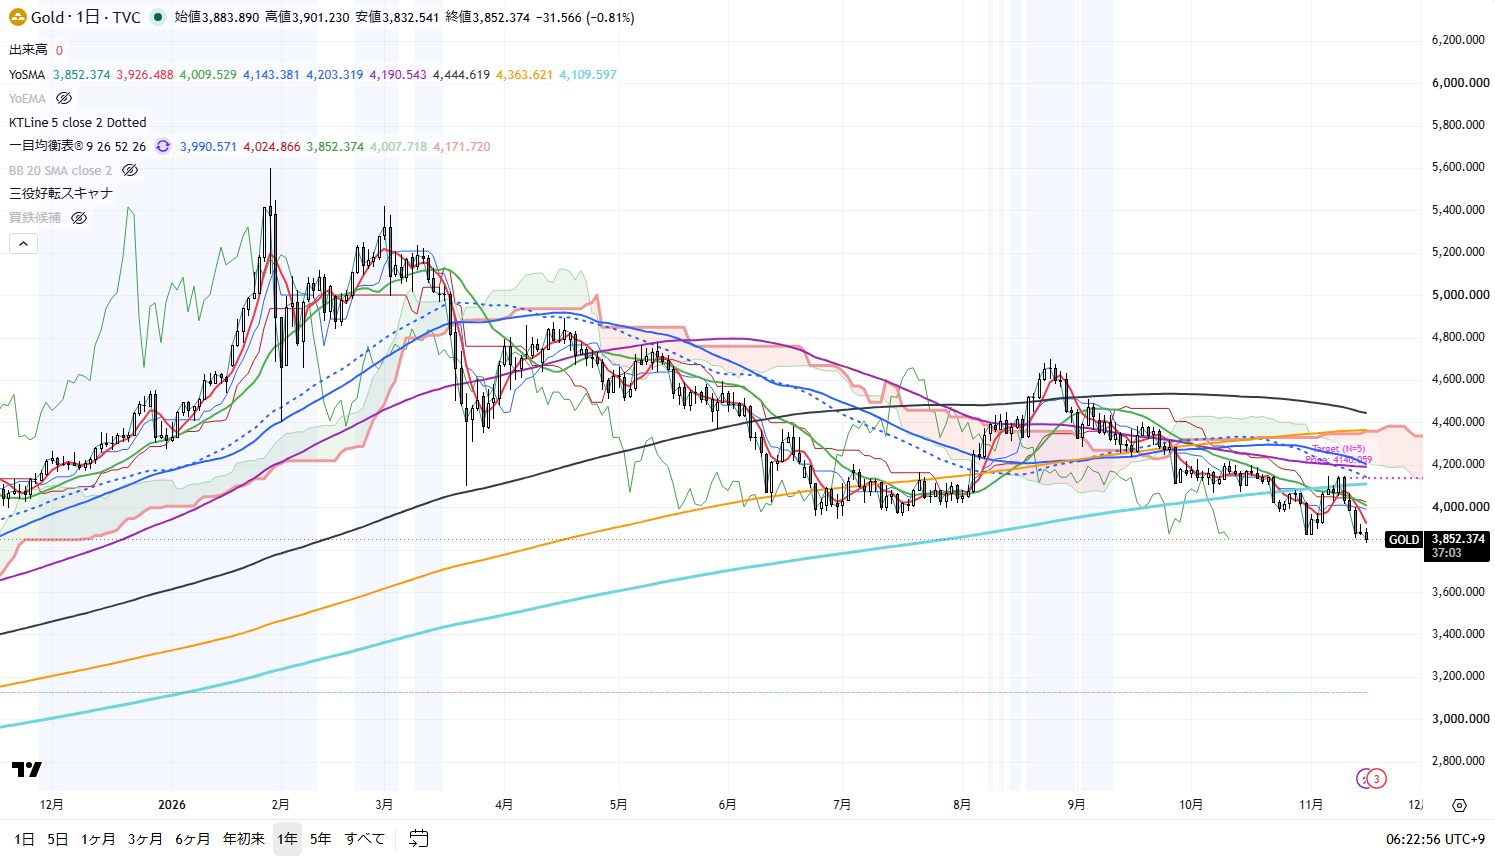 Gold · 1日 · TVC 始値3,883.890 高値3,901.230 安値3,832.541 終値3,852.374 −31.566 (−0.81%)
出来高 0
YoSMA 3,852.374 3,926.488 4,009.529 4,143.381 4,203.319 4,190.543 4,444.619 4,363.621 4,109.597
YoEMA
KTLine 5 close 2 Dotted
一目均衡表® 9 26 52 26 3,990.571 4,024.866 3,852.374 4,007.718 4,171.720
BB 20 SMA close 2
三役好転スキャナ
買鉄候補
6,200.000
6,000.000
5,800.000
5,600.000
5,400.000
5,200.000
5,000.000
4,800.000
4,600.000
4,400.000
Target (N=5)
Price: 4140.059
4,200.000
4,000.000
GOLD 3,852.374
37:03
3,600.000
3,400.000
3,200.000
3,000.000
2,800.000
3
12月 2026 2月 3月 4月 5月 6月 7月 8月 9月 10月 11月
1日 5日 1ヶ月 3ヶ月 6ヶ月 年初来 1年 5年 すべて
06:22:56 UTC+9